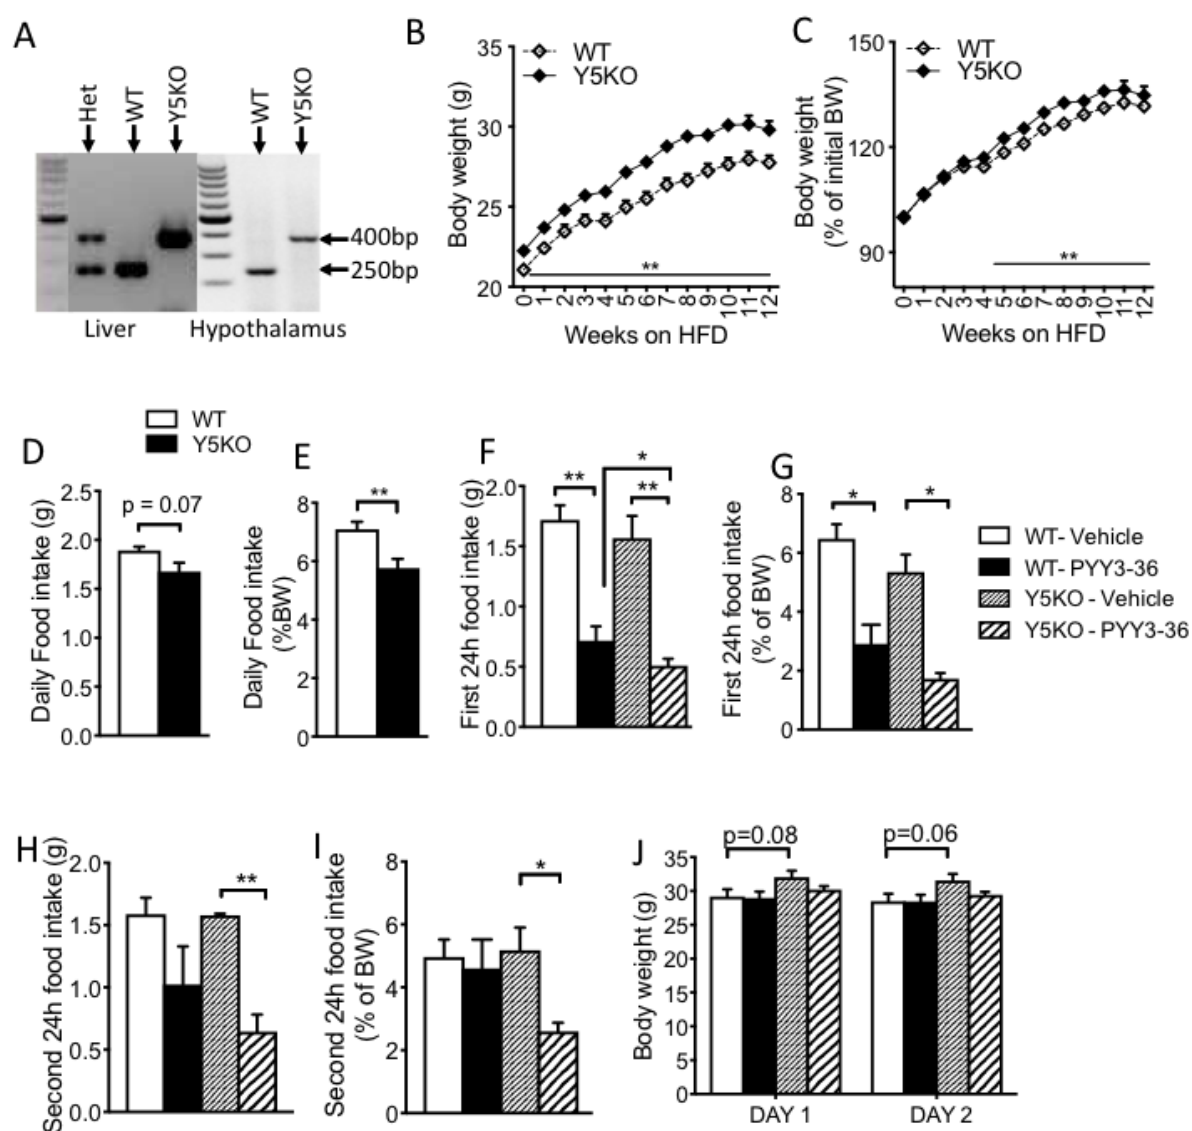 A
Het
WT
Y5KO
WT
Y5KO
400bp
250bp
Liver
Hypothalamus
B
WT
Y5KO
Body weight (g)
35
30
25
20
**
0 1 2 3 4 5 6 7 8 9 10 11 12
Weeks on HFD
C
WT
Y5KO
Body weight
(% of initial BW)
150
120
90
**
0 1 2 3 4 5 6 7 8 9 10 11 12
Weeks on HFD
WT
Y5KO
D
Daily Food intake (g)
2.5
2.0
1.5
1.0
0.5
0.0
p = 0.07
E
Daily Food intake
(%BW)
8
6
4
2
0
**
F
First 24h food intake (g)
2.0
1.5
1.0
0.5
0.0
**
*
**
G
First 24h food intake
(% of BW)
8
6
4
2
0
*
*
WT- Vehicle
WT- PYY3-36
Y5KO - Vehicle
Y5KO - PYY3-36
H
Second 24h food intake (g)
2.0
1.5
1.0
0.5
0.0
**
I
Second 24h food intake
(% of BW)
8
6
4
2
0
*
J
Body weight (g)
35
30
25
20
15
10
5
0
p=0.08
p=0.06
DAY 1
DAY 2